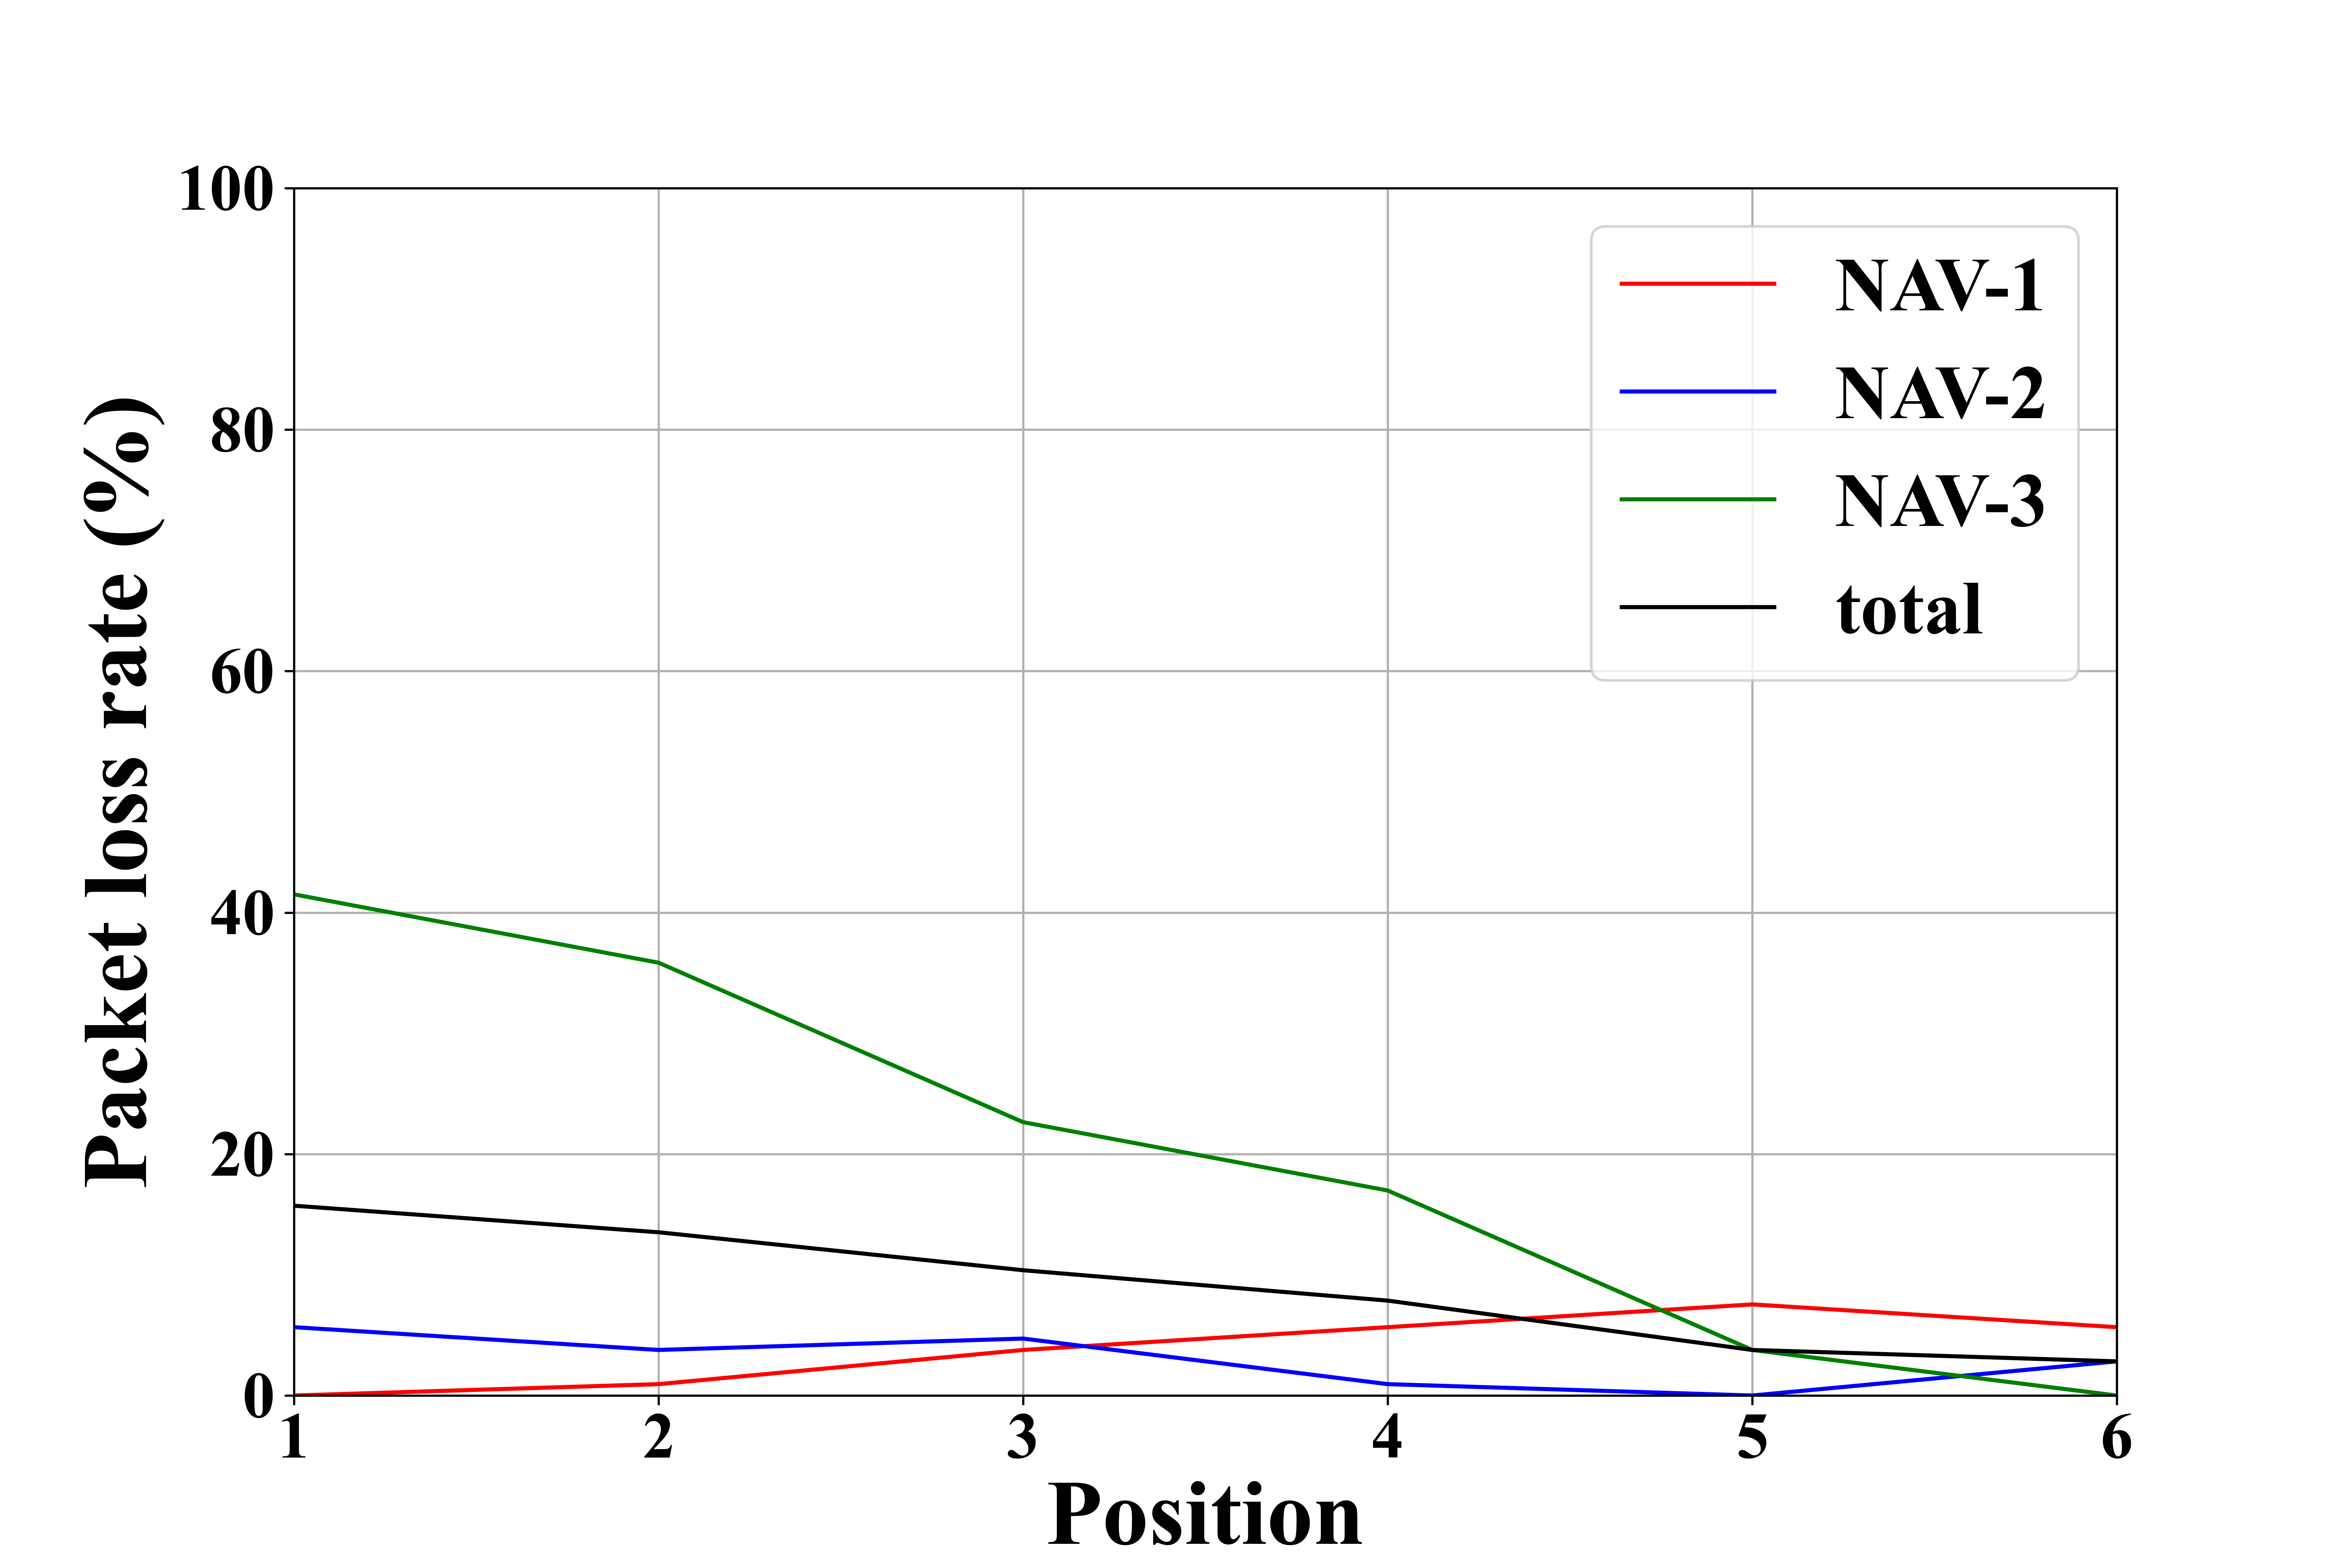 Packet loss rate (%)
100
80
60
40
20
0
1 2 3 4 5 6
Position
NAV-1
NAV-2
NAV-3
total